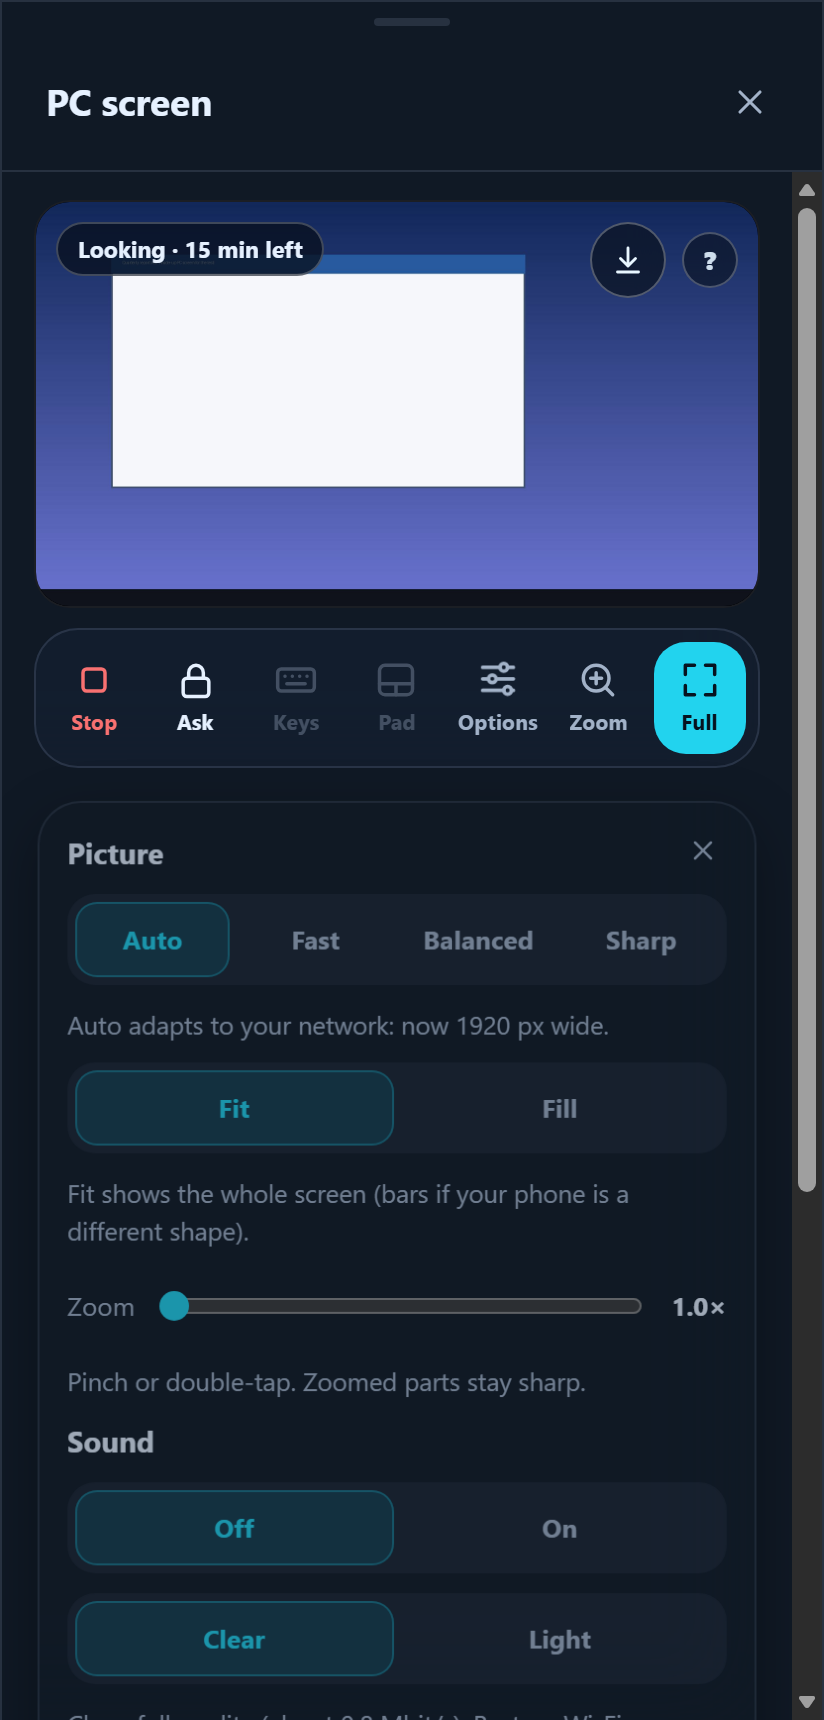 PC screen
Looking · 15 min left
?
Stop
Ask
Keys
Pad
Options
Zoom
Full
Picture
Auto
Fast
Balanced
Sharp
Auto adapts to your network: now 1920 px wide.
Fit
Fill
Fit shows the whole screen (bars if your phone is a
different shape).
Zoom
1.0×
Pinch or double-tap. Zoomed parts stay sharp.
Sound
Off
On
Clear
Light